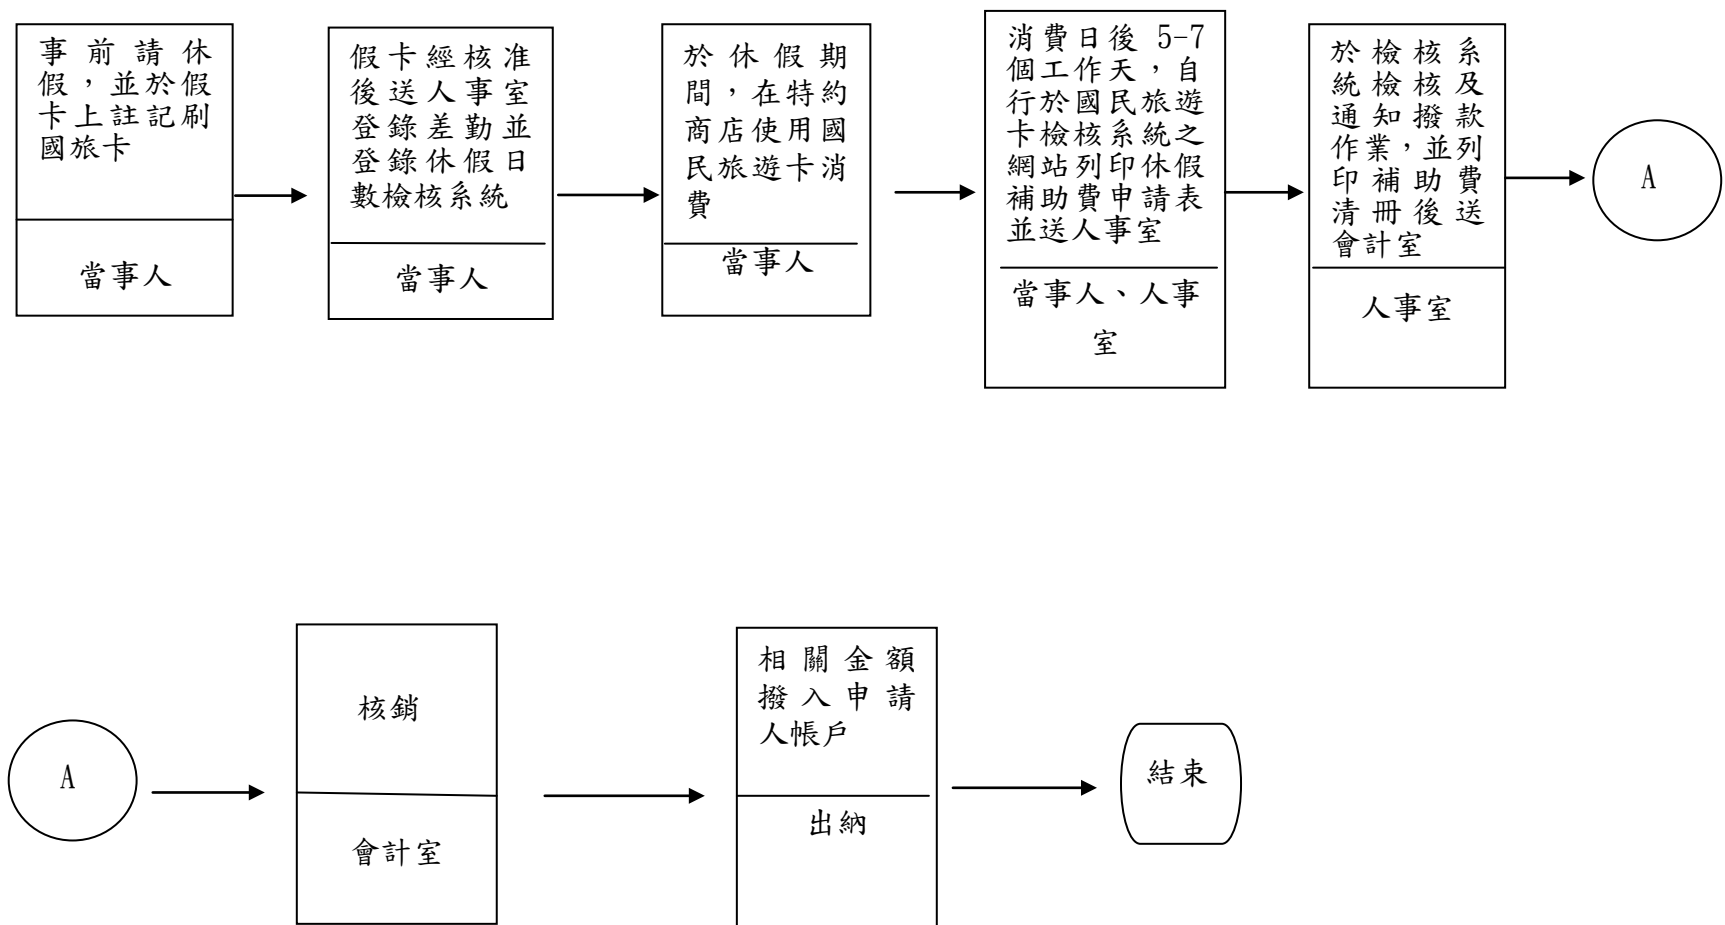 事前請休
假，並於假
卡上註記刷
國旅卡
當事人
假卡經核准
後送人事室
登錄差勤並
登錄休假日
數檢核系統
當事人
於休假期
間，在特約
商店使用國
民旅遊卡消
費
當事人
消費日後 5-7
個工作天，自
行於國民旅遊
卡檢核系統之
網站列印休假
補助費申請表
並送人事室
當事人、人事
室
於檢核系
統檢核及
通知撥款
作業，並列
印補助費
清冊後送
會計室
人事室
A
A
核銷
會計室
相關金額
撥入申請
人帳戶
出納
結束